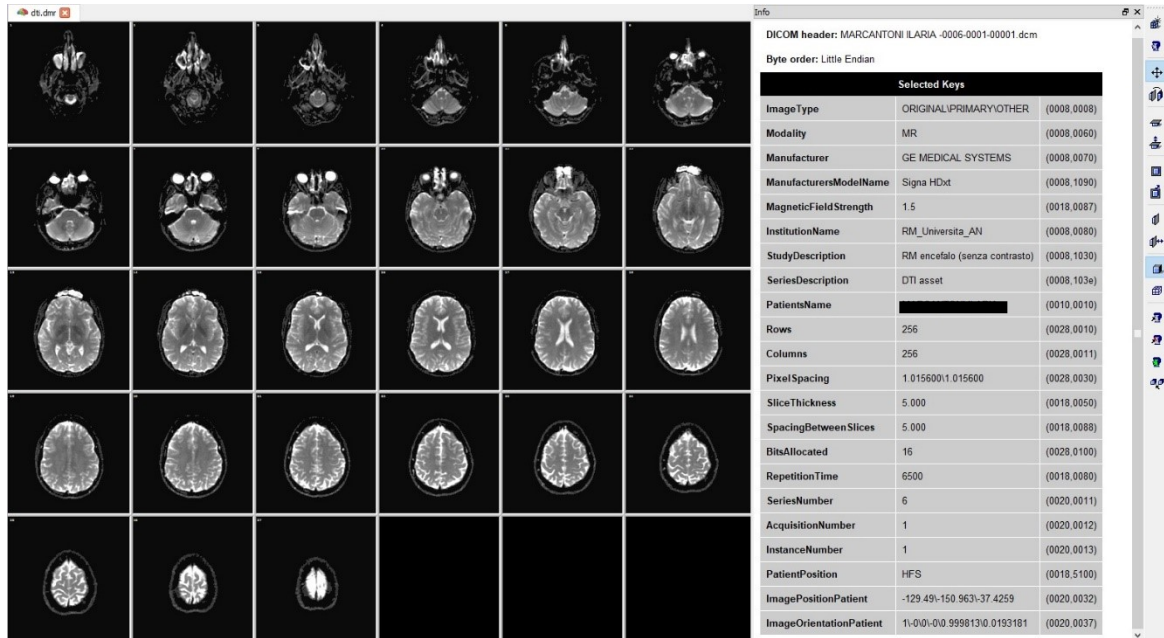 dti.dmr
Info
DICOM header: MARCANTONI ILARIA -0006-0001-00001.dcm
Byte order: Little Endian
Selected Keys
ImageType ORIGINAL\PRIMARY\OTHER (0008,0008)
Modality MR (0008,0060)
Manufacturer GE MEDICAL SYSTEMS (0008,0070)
ManufacturersModelName Signa HDxt (0008,1090)
MagneticFieldStrength 1.5 (0018,0087)
InstitutionName RM_Universita_AN (0008,0080)
StudyDescription RM encefalo (senza contrasto) (0008,1030)
SeriesDescription DTI asset (0008,103e)
PatientsName (0010,0010)
Rows 256 (0028,0010)
Columns 256 (0028,0011)
PixelSpacing 1.015600\1.015600 (0028,0030)
SliceThickness 5.000 (0018,0050)
SpacingBetweenSlices 5.000 (0018,0088)
BitsAllocated 16 (0028,0100)
RepetitionTime 6500 (0018,0080)
SeriesNumber 6 (0020,0011)
AcquisitionNumber 1 (0020,0012)
InstanceNumber 1 (0020,0013)
PatientPosition HFS (0018,5100)
ImagePositionPatient -129.49\-150.963\-37.4259 (0020,0032)
ImageOrientationPatient 1\-0\0\-0\0.999813\0.0193181 (0020,0037)